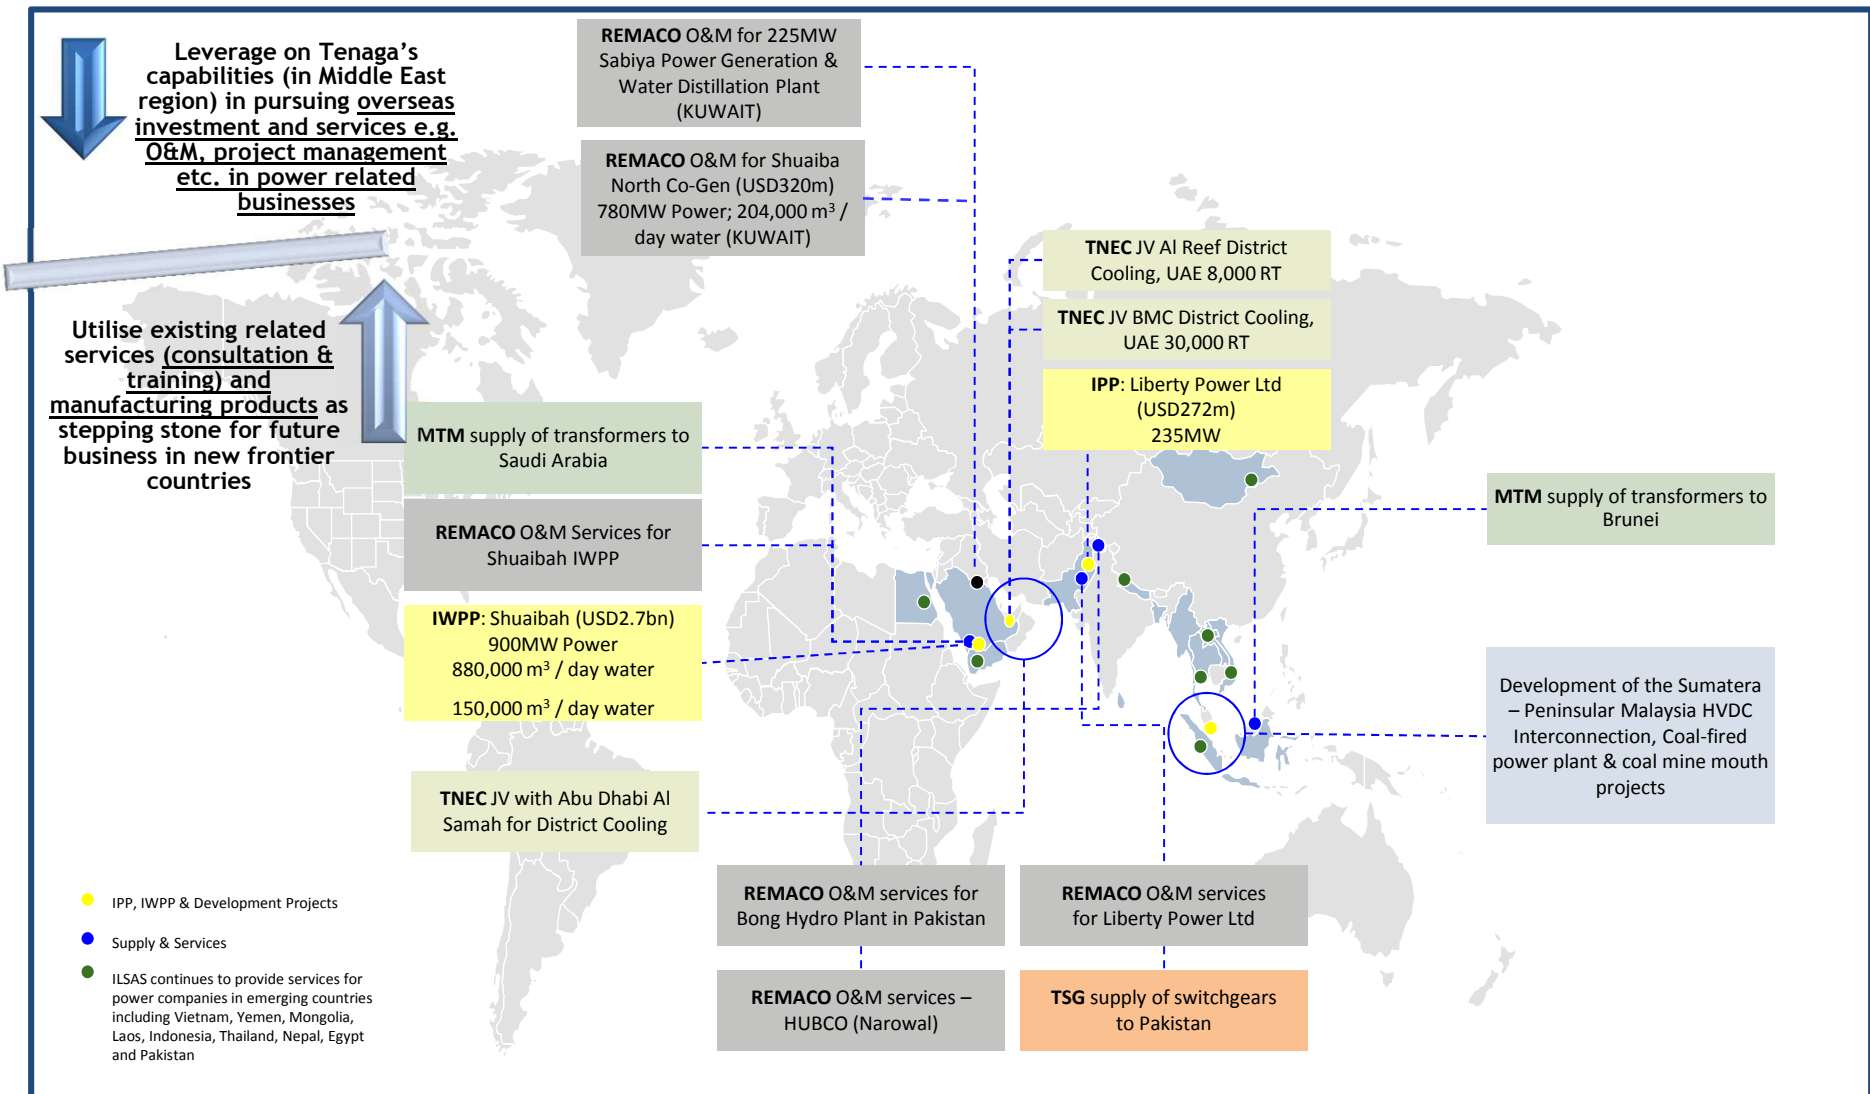 Leverage on Tenaga’s
capabilities (in Middle East
region) in pursuing overseas
investment and services e.g.
O&M, project management
etc. in power related
businesses
Utilise existing related
services (consultation &
training) and
manufacturing products as
stepping stone for future
business in new frontier
countries
REMACO O&M for 225MW
Sabiya Power Generation &
Water Distillation Plant
(KUWAIT)
REMACO O&M for Shuaiba
North Co-Gen (USD320m)
780MW Power; 204,000 m³ /
day water (KUWAIT)
TNEC JV Al Reef District
Cooling, UAE 8,000 RT
TNEC JV BMC District Cooling,
UAE 30,000 RT
IPP: Liberty Power Ltd
(USD272m)
235MW
MTM supply of transformers to
Saudi Arabia
REMACO O&M Services for
Shuaibah IWPP
IWPP: Shuaibah (USD2.7bn)
900MW Power
880,000 m³ / day water
150,000 m³ / day water
TNEC JV with Abu Dhabi Al
Samah for District Cooling
MTM supply of transformers to
Brunei
Development of the Sumatera
– Peninsular Malaysia HVDC
Interconnection, Coal-fired
power plant & coal mine mouth
projects
REMACO O&M services for
Bong Hydro Plant in Pakistan
REMACO O&M services
for Liberty Power Ltd
REMACO O&M services –
HUBCO (Narowal)
TSG supply of switchgears
to Pakistan
IPP, IWPP & Development Projects
Supply & Services
ILSAS continues to provide services for
power companies in emerging countries
including Vietnam, Yemen, Mongolia,
Laos, Indonesia, Thailand, Nepal, Egypt
and Pakistan